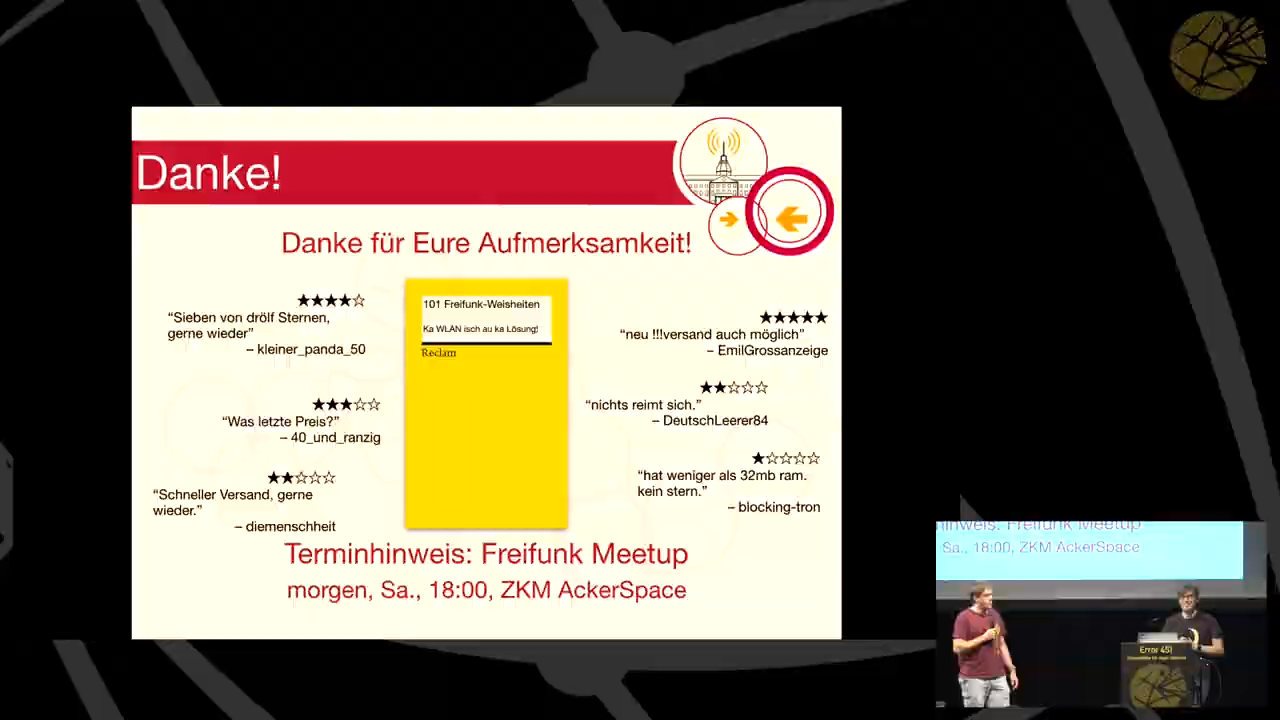 Danke!
Danke für Eure Aufmerksamkeit!
★★★★☆
“Sieben von drölf Sternen,
gerne wieder”
– kleiner_panda_50
★★★☆☆
“Was letzte Preis?”
– 40_und_ranzig
★★☆☆☆
“Schneller Versand, gerne
wieder.”
– diemenschheit
101 Freifunk-Weisheiten
Ka WLAN isch au ka Lösung!
Reclam
★★★★★
“neu !!!versand auch möglich”
– EmilGrossanzeige
★★☆☆☆
“nichts reimt sich.”
– DeutschLeerer84
★☆☆☆☆
“hat weniger als 32mb ram.
kein stern.”
– blocking-tron
Terminhinweis: Freifunk Meetup
morgen, Sa., 18:00, ZKM AckerSpace
inweis: Freifunk Meetup
Sa., 18:00, ZKM AckerSpace
Error 451